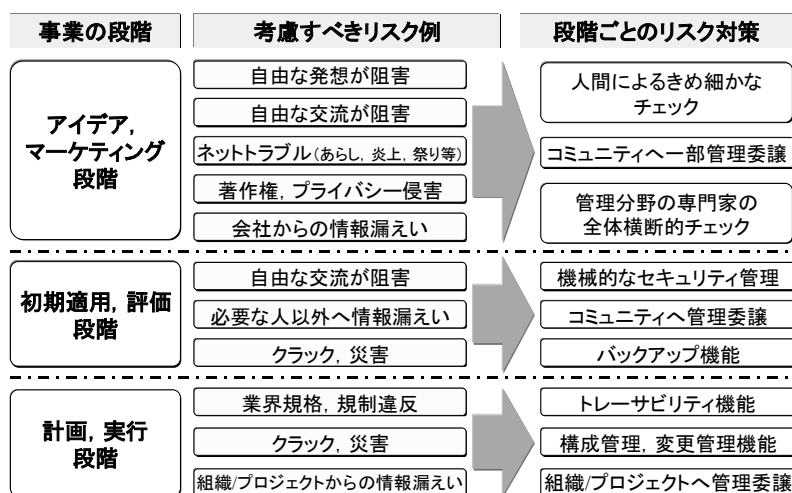 事業の段階
考慮すべきリスク例
段階ごとのリスク対策
アイデア,
マーケティング
段階
自由な発想が阻害
自由な交流が阻害
ネットトラブル(あらし, 炎上, 祭り等)
著作権, プライバシー侵害
会社からの情報漏えい
人間によるきめ細かな
チェック
コミュニティへ一部管理委譲
管理分野の専門家の
全体横断的チェック
初期適用, 評価
段階
自由な交流が阻害
必要な人以外へ情報漏えい
クラック, 災害
機械的なセキュリティ管理
コミュニティへ管理委譲
バックアップ機能
計画, 実行
段階
業界規格, 規制違反
クラック, 災害
組織/プロジェクトからの情報漏えい
トレーサビリティ機能
構成管理, 変更管理機能
組織/プロジェクトへ管理委譲